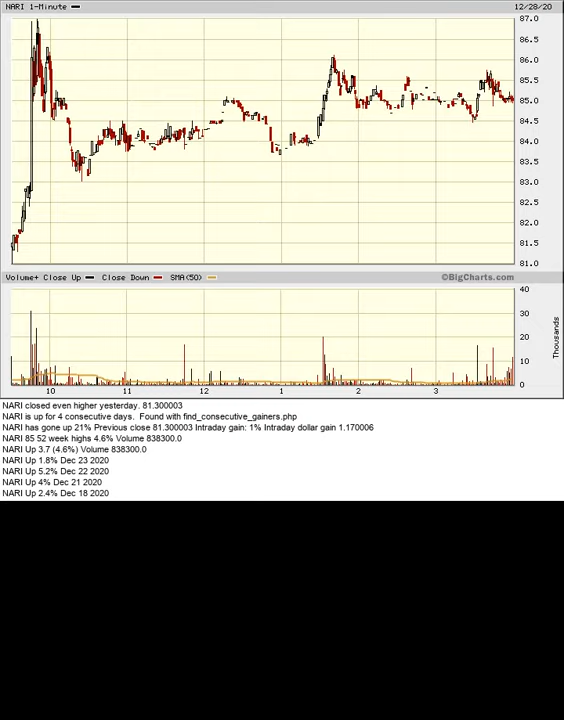 NARI 1-Minute 12/28/20
87.0
86.5
86.0
85.5
85.0
84.5
84.0
83.5
83.0
82.5
82.0
81.5
81.0
Volume+ Close Up Close Down SMA(50) ©BigCharts.com
40
30
20
10
0
Thousands
10 11 12 1 2 3
NARI closed even higher yesterday. 81.300003
NARI is up for 4 consecutive days. Found with find_consecutive_gainers.php
NARI has gone up 21% Previous close 81.300003 Intraday gain: 1% Intraday dollar gain 1.170006
NARI 85 52 week highs 4.6% Volume 838300.0
NARI Up 3.7 (4.6%) Volume 838300.0
NARI Up 1.8% Dec 23 2020
NARI Up 5.2% Dec 22 2020
NARI Up 4% Dec 21 2020
NARI Up 2.4% Dec 18 2020